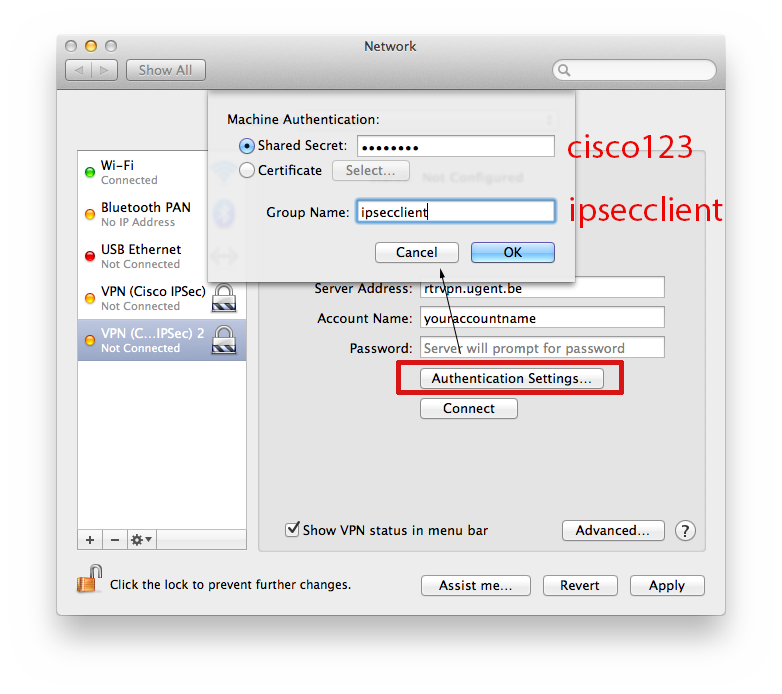 Network
Show All
Machine Authentication:
Shared Secret: ••••••••
cisco123
Certificate Select...
Not Configured
Group Name: ipsecclient
ipsecclient
Cancel OK
Wi-Fi
Connected
Bluetooth PAN
No IP Address
USB Ethernet
Not Connected
VPN (Cisco IPSec)
Not Connected
VPN (C...IPSec) 2
Not Connected
Server Address: rtrvpn.ugent.be
Account Name: youraccountname
Password: Server will prompt for password
Authentication Settings...
Connect
Show VPN status in menu bar
Advanced... ?
+ −
Click the lock to prevent further changes.
Assist me... Revert Apply